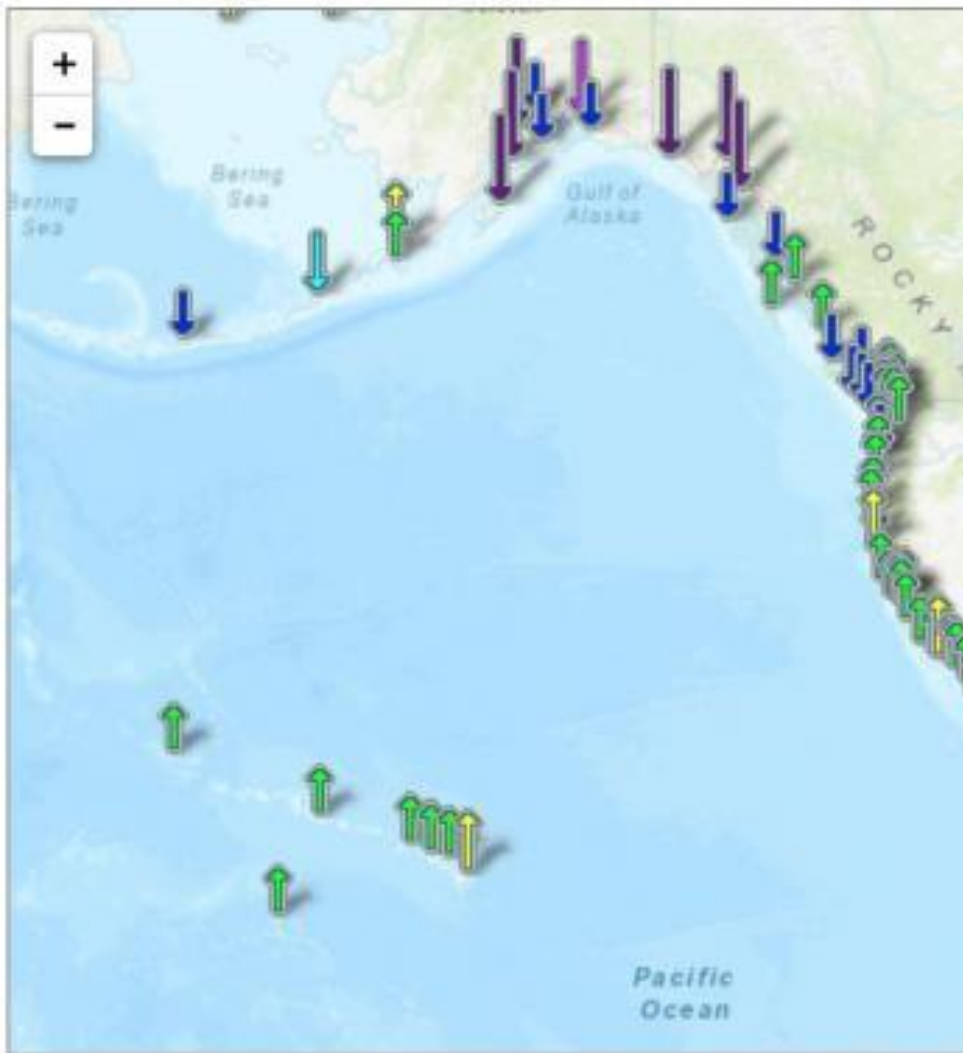 +
−
Bering
Sea
Bering
Sea
Gulf of
Alaska
ROCKY
Pacific
Ocean